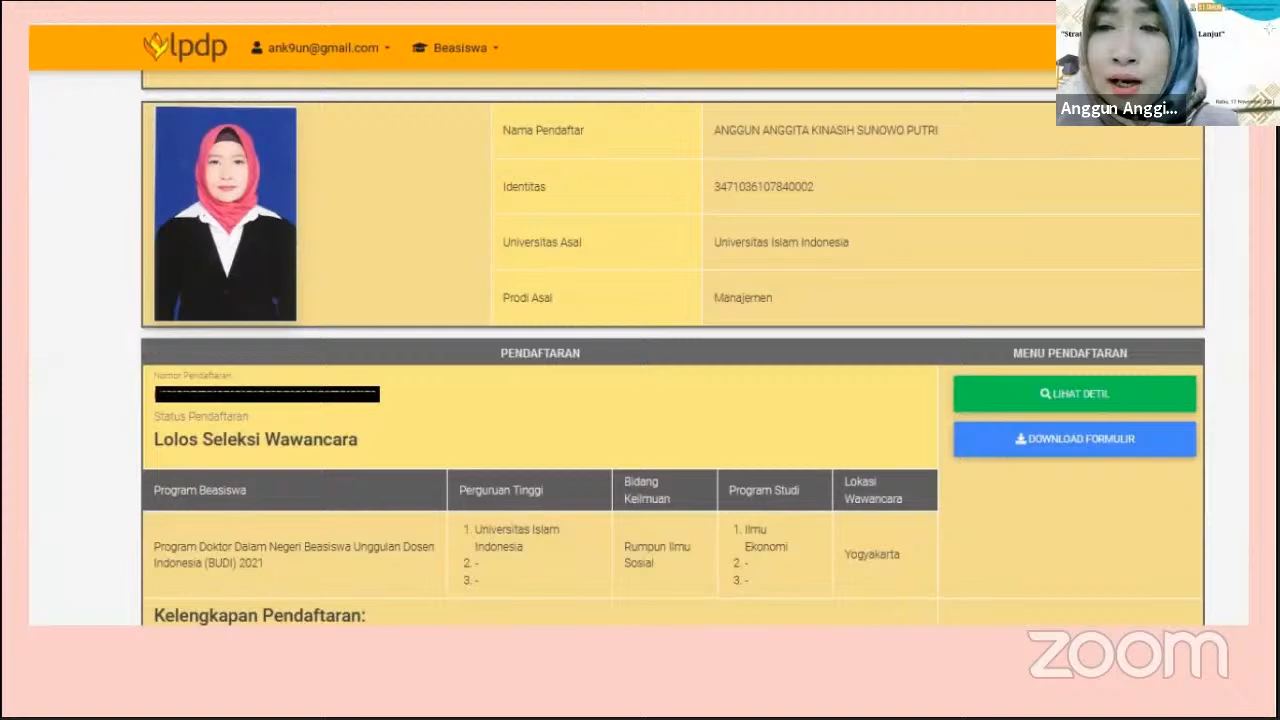 lpdp
ank9un@gmail.com
Beasiswa
Lanjut"
Anggun Anggi...
Nama Pendaftar
ANGGUN ANGGITA KINASIH SUNOWO PUTRI
Identitas
3471036107840002
Universitas Asal
Universitas Islam Indonesia
Prodi Asal
Manajemen
PENDAFTARAN
MENU PENDAFTARAN
Nomor Pendaftaran:
Status Pendaftaran
Lolos Seleksi Wawancara
LIHAT DETIL
DOWNLOAD FORMULIR
Program Beasiswa
Perguruan Tinggi
Bidang
Keilmuan
Program Studi
Lokasi
Wawancara
Program Doktor Dalam Negeri Beasiswa Unggulan Dosen
Indonesia (BUDI) 2021
1. Universitas Islam
Indonesia
2. -
3. -
Rumpun Ilmu
Sosial
1. Ilmu
Ekonomi
2. -
3. -
Yogyakarta
Kelengkapan Pendaftaran:
zoom